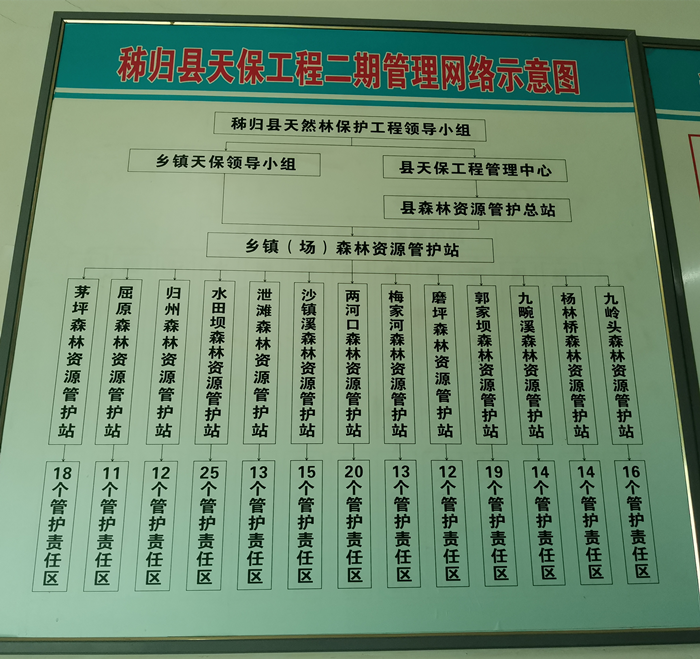 秭归县天保工程二期管理网络示意图
秭归县天然林保护工程领导小组
乡镇天保领导小组
县天保工程管理中心
县森林资源管护总站
乡镇（场）森林资源管护站
茅坪森林资源管护站
屈原森林资源管护站
归州森林资源管护站
水田坝森林资源管护站
泄滩森林资源管护站
沙镇溪森林资源管护站
两河口森林资源管护站
梅家河森林资源管护站
磨坪森林资源管护站
郭家坝森林资源管护站
九畹溪森林资源管护站
杨林桥森林资源管护站
九岭头森林资源管护站
18个管护责任区
11个管护责任区
12个管护责任区
25个管护责任区
13个管护责任区
15个管护责任区
20个管护责任区
13个管护责任区
12个管护责任区
19个管护责任区
14个管护责任区
14个管护责任区
16个管护责任区